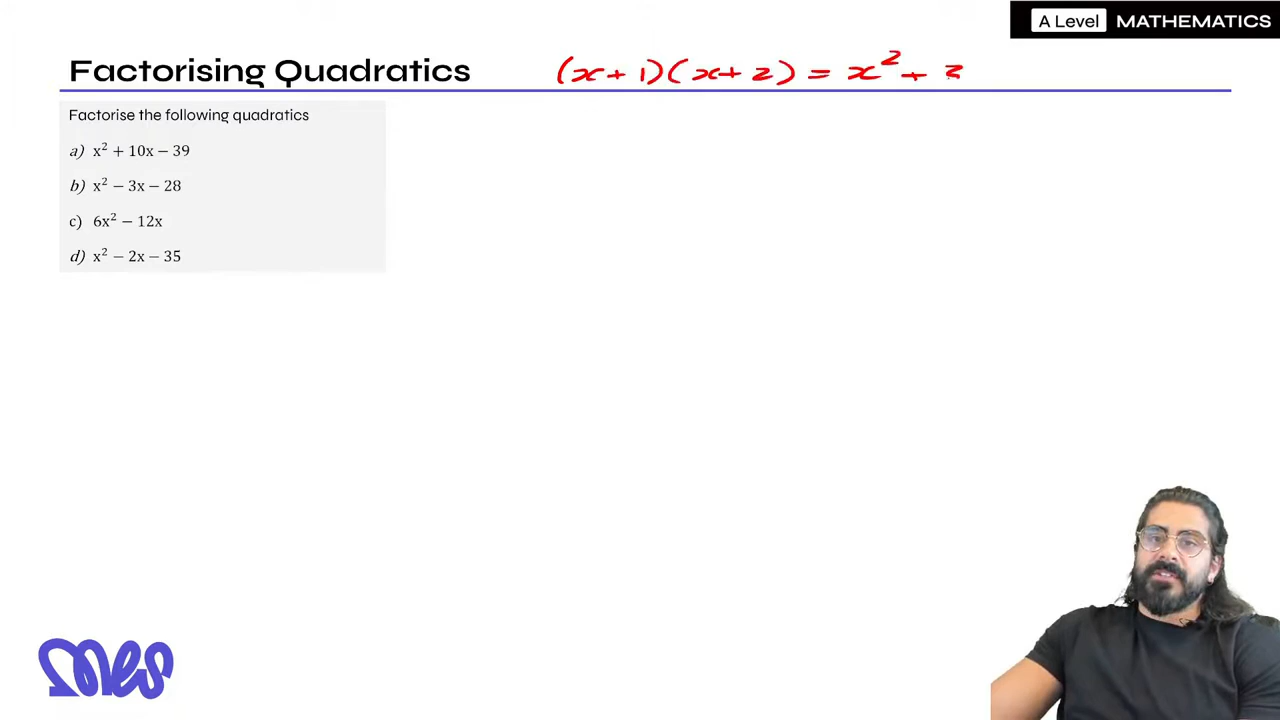 A Level MATHEMATICS
Factorising Quadratics (x+1)(x+2) = x² + 3
Factorise the following quadratics
a) x² + 10x − 39
b) x² − 3x − 28
c) 6x² − 12x
d) x² − 2x − 35
mes